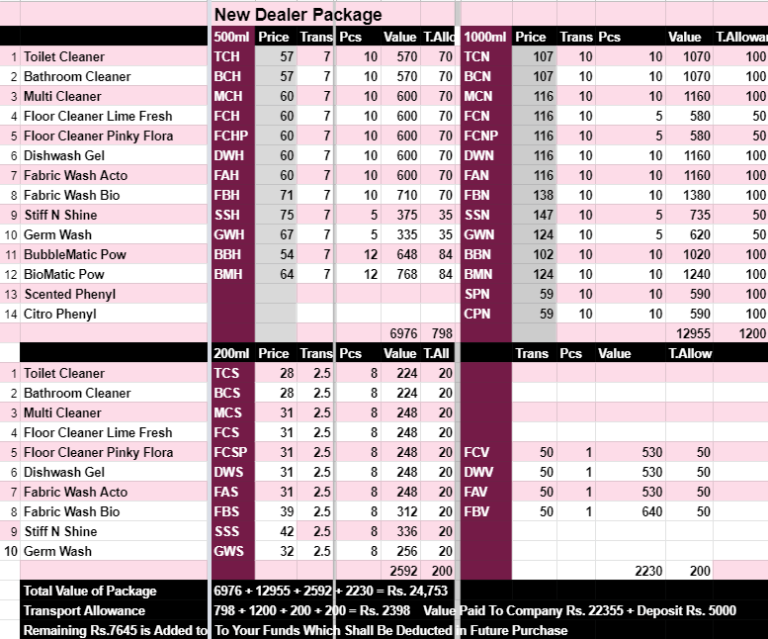 New Dealer Package
500ml Price Trans Pcs Value T.Allo 1000ml Price Trans Pcs Value T.Allowa
1 Toilet Cleaner TCH 57 7 10 570 70 TCN 107 10 10 1070 100
2 Bathroom Cleaner BCH 57 7 10 570 70 BCN 107 10 10 1070 100
3 Multi Cleaner MCH 60 7 10 600 70 MCN 116 10 10 1160 100
4 Floor Cleaner Lime Fresh FCH 60 7 10 600 70 FCN 116 10 5 580 50
5 Floor Cleaner Pinky Flora FCHP 60 7 10 600 70 FCNP 116 10 5 580 50
6 Dishwash Gel DWH 60 7 10 600 70 DWN 116 10 10 1160 100
7 Fabric Wash Acto FAH 60 7 10 600 70 FAN 116 10 10 1160 100
8 Fabric Wash Bio FBH 71 7 10 710 70 FBN 138 10 10 1380 100
9 Stiff N Shine SSH 75 7 5 375 35 SSN 147 10 5 735 50
10 Germ Wash GWH 67 7 5 335 35 GWN 124 10 5 620 50
11 BubbleMatic Pow BBH 54 7 12 648 84 BBN 102 10 10 1020 100
12 BioMatic Pow BMH 64 7 12 768 84 BMN 124 10 10 1240 100
13 Scented Phenyl SPN 59 10 10 590 100
14 Citro Phenyl CPN 59 10 10 590 100
6976 798 12955 1200
200ml Price Trans Pcs Value T.All Trans Pcs Value T.Allow
1 Toilet Cleaner TCS 28 2.5 8 224 20
2 Bathroom Cleaner BCS 28 2.5 8 224 20
3 Multi Cleaner MCS 31 2.5 8 248 20
4 Floor Cleaner Lime Fresh FCS 31 2.5 8 248 20
5 Floor Cleaner Pinky Flora FCSP 31 2.5 8 248 20 FCV 50 1 530 50
6 Dishwash Gel DWS 31 2.5 8 248 20 DWV 50 1 530 50
7 Fabric Wash Acto FAS 31 2.5 8 248 20 FAV 50 1 530 50
8 Fabric Wash Bio FBS 39 2.5 8 312 20 FBV 50 1 640 50
9 Stiff N Shine SSS 42 2.5 8 336 20
10 Germ Wash GWS 32 2.5 8 256 20
2592 200 2230 200
Total Value of Package 6976 + 12955 + 2592 + 2230 = Rs. 24,753
Transport Allowance 798 + 1200 + 200 + 200 = Rs. 2398 Value Paid To Company Rs. 22355 + Deposit Rs. 5000
Remaining Rs.7645 is Added to To Your Funds Which Shall Be Deducted in Future Purchase